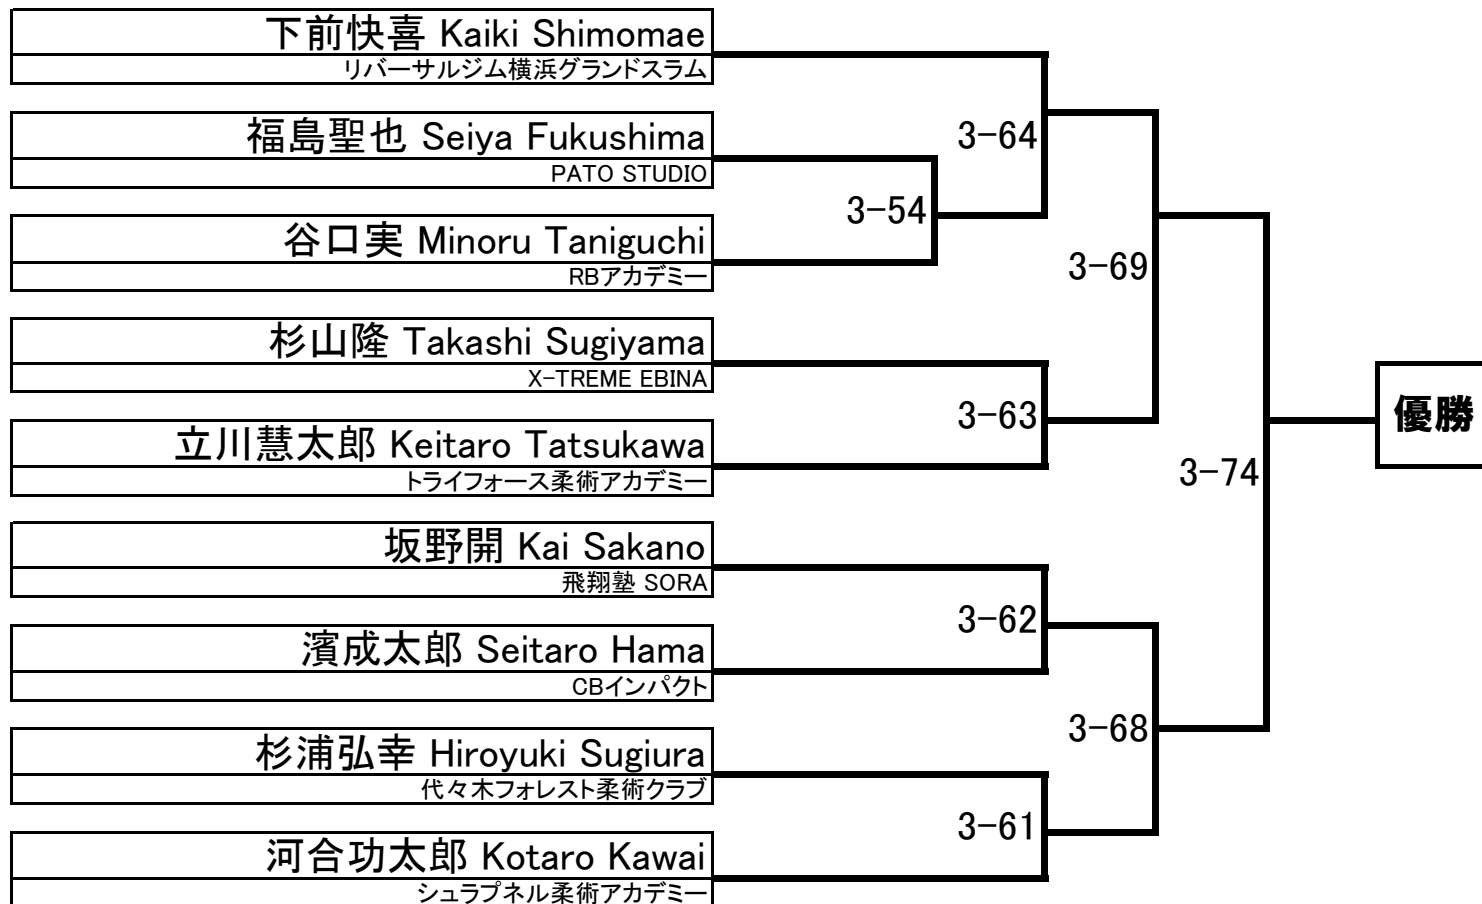 下前快喜 Kaiki Shimomae
リバーサルジム横浜グランドスラム
福島聖也 Seiya Fukushima
PATO STUDIO
3-64
3-54
谷口実 Minoru Taniguchi
RBアカデミー
3-69
杉山隆 Takashi Sugiyama
X-TREME EBINA
3-63
優勝
立川慧太郎 Keitaro Tatsukawa
トライフォース柔術アカデミー
3-74
坂野開 Kai Sakano
飛翔塾 SORA
3-62
濱成太郎 Seitaro Hama
CBインパクト
3-68
杉浦弘幸 Hiroyuki Sugiura
代々木フォレスト柔術クラブ
3-61
河合功太郎 Kotaro Kawai
シュラプネル柔術アカデミー